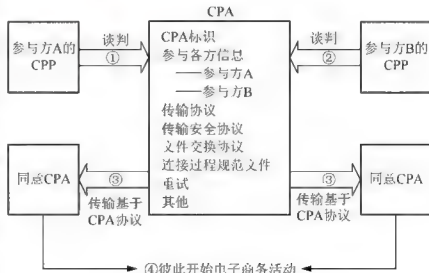 CPA
参与方A的
CPP
谈判
①
CPA标识
参与各方信息
——参与方A
——参与方B
传输协议
传输安全协议
文件交换协议
连接过程规范文件
重试
其他
谈判
②
参与方B的
CPP
同意CPA
③
传输基于
CPA协议
③
传输基于
CPA协议
同意CPA
④彼此开始电子商务活动